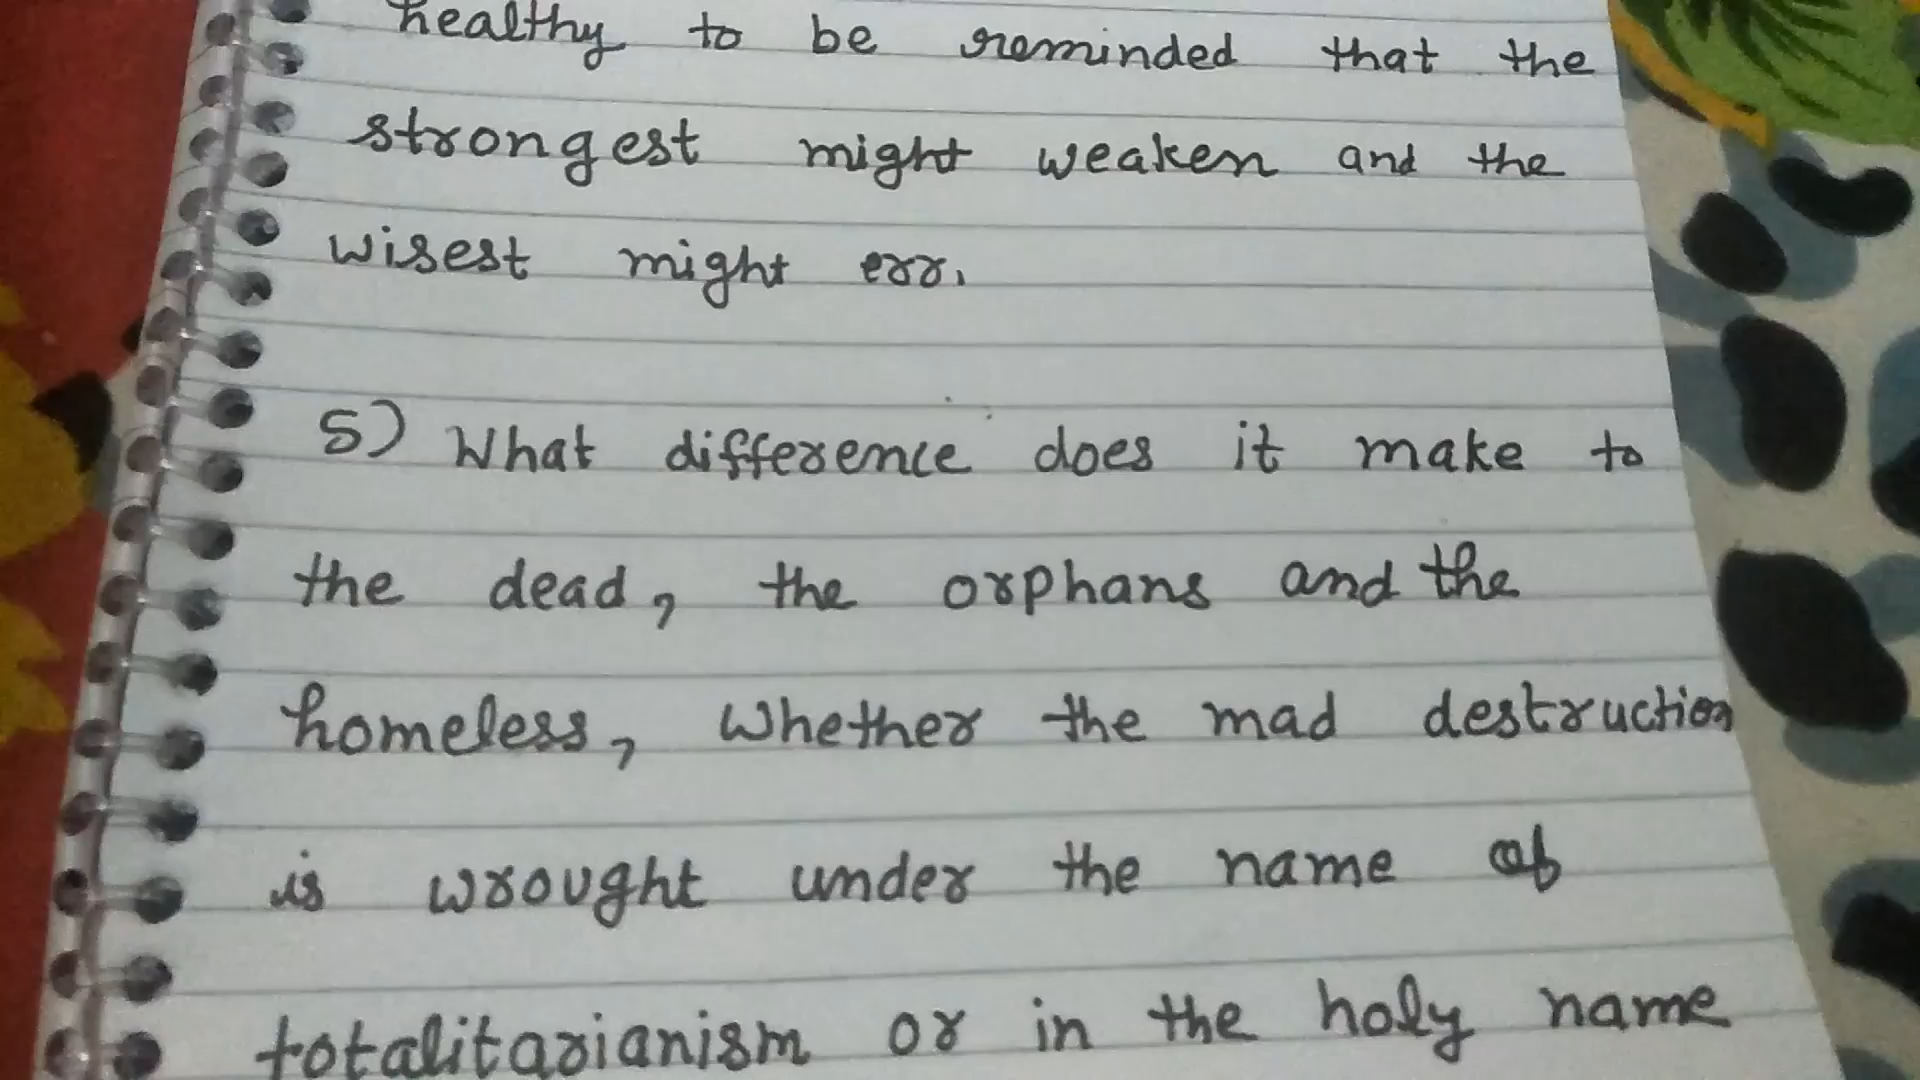 healthy to be reminded that the
strongest might weaken and the
wisest might err.
5) What difference does it make to
the dead, the orphans and the
homeless, whether the mad destruction
is wrought under the name of
totalitarianism or in the holy name